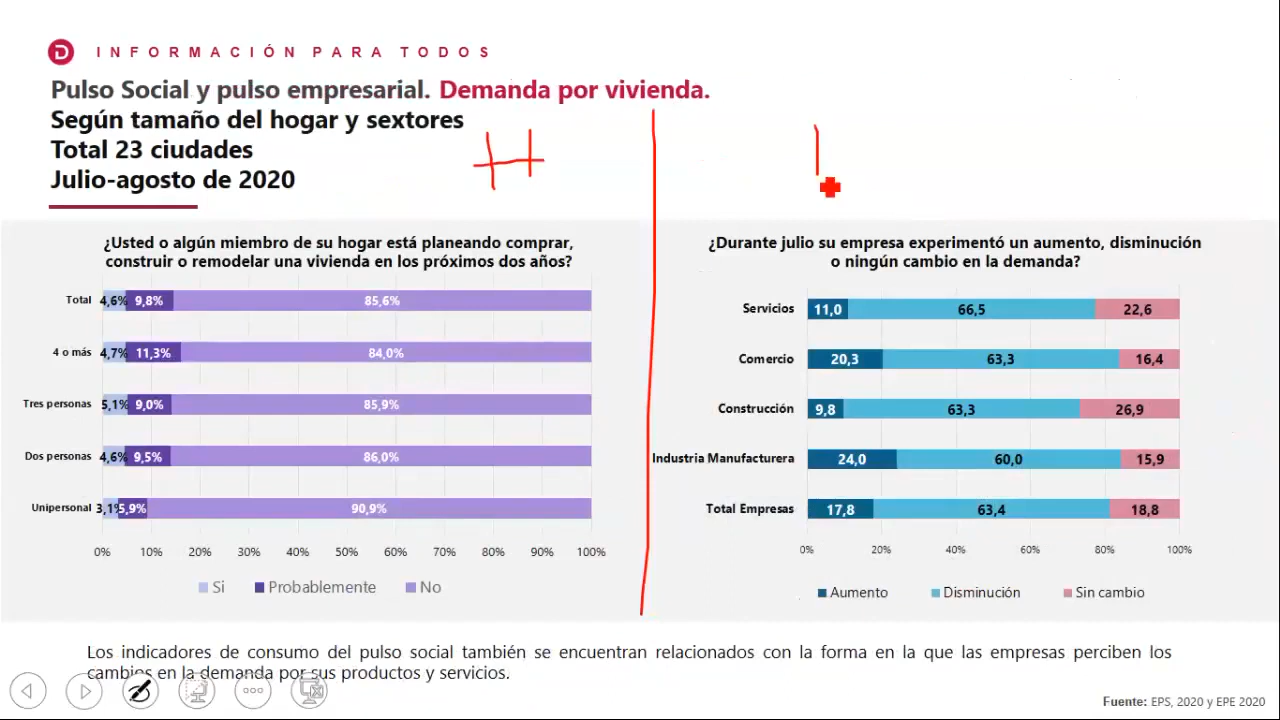 INFORMACIÓN PARA TODOS
Pulso Social y pulso empresarial. Demanda por vivienda.
Según tamaño del hogar y sextores
Total 23 ciudades
Julio-agosto de 2020
H
¿Usted o algún miembro de su hogar está planeando comprar,
construir o remodelar una vivienda en los próximos dos años?
Total 4,6% 9,8% 85,6%
4 o más 4,7% 11,3% 84,0%
Tres personas 5,1% 9,0% 85,9%
Dos personas 4,6% 9,5% 86,0%
Unipersonal 3,1% 5,9% 90,9%
0% 10% 20% 30% 40% 50% 60% 70% 80% 90% 100%
Si Probablemente No
¿Durante julio su empresa experimentó un aumento, disminución
o ningún cambio en la demanda?
Servicios 11,0 66,5 22,6
Comercio 20,3 63,3 16,4
Construcción 9,8 63,3 26,9
Industria Manufacturera 24,0 60,0 15,9
Total Empresas 17,8 63,4 18,8
0% 20% 40% 60% 80% 100%
Aumento Disminución Sin cambio
Los indicadores de consumo del pulso social también se encuentran relacionados con la forma en la que las empresas perciben los
cambios en la demanda por sus productos y servicios.
Fuente: EPS, 2020 y EPE 2020